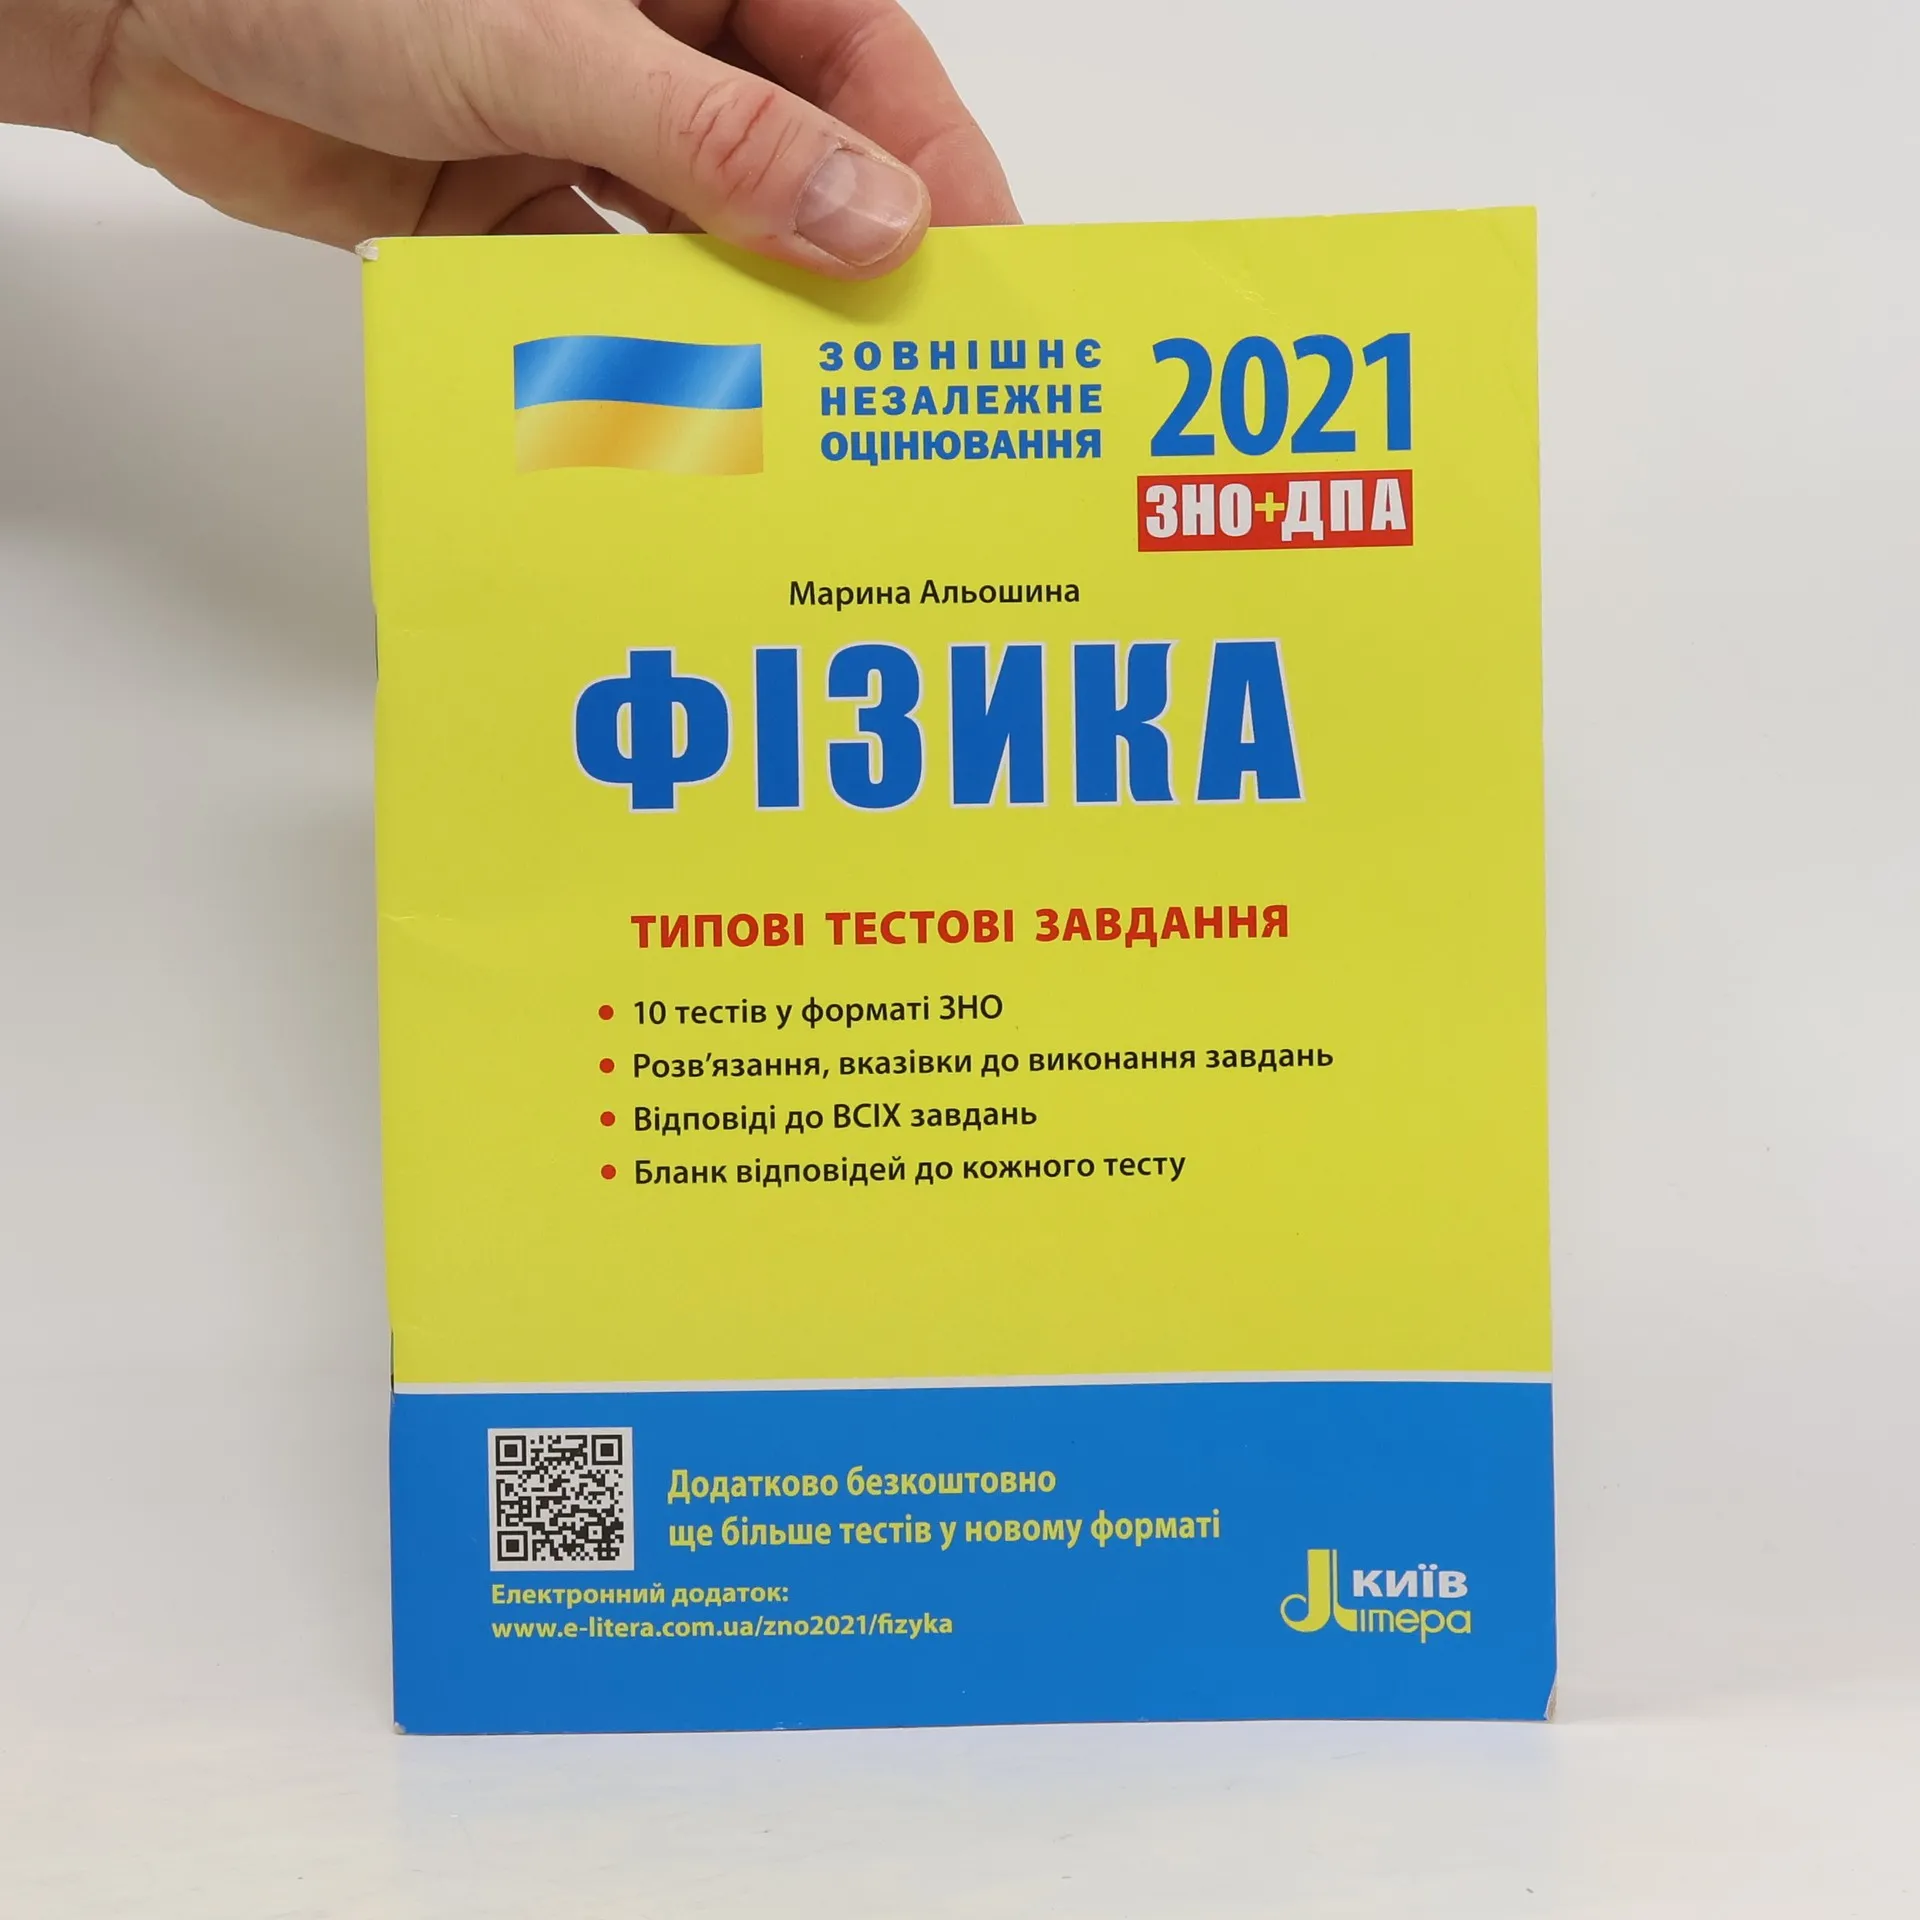 ЗОВНІШНЄ
НЕЗАЛЕЖНЕ
ОЦІНЮВАННЯ
2021
ЗНО+ДПА
Марина Альошина
ФІЗИКА
ТИПОВІ ТЕСТОВІ ЗАВДАННЯ
• 10 тестів у форматі ЗНО
• Розв’язання, вказівки до виконання завдань
• Відповіді до ВСІХ завдань
• Бланк відповідей до кожного тесту
Додатково безкоштовно
ще більше тестів у новому форматі
Електронний додаток:
www.e-litera.com.ua/zno2021/fizyka
КИЇВ
Літера